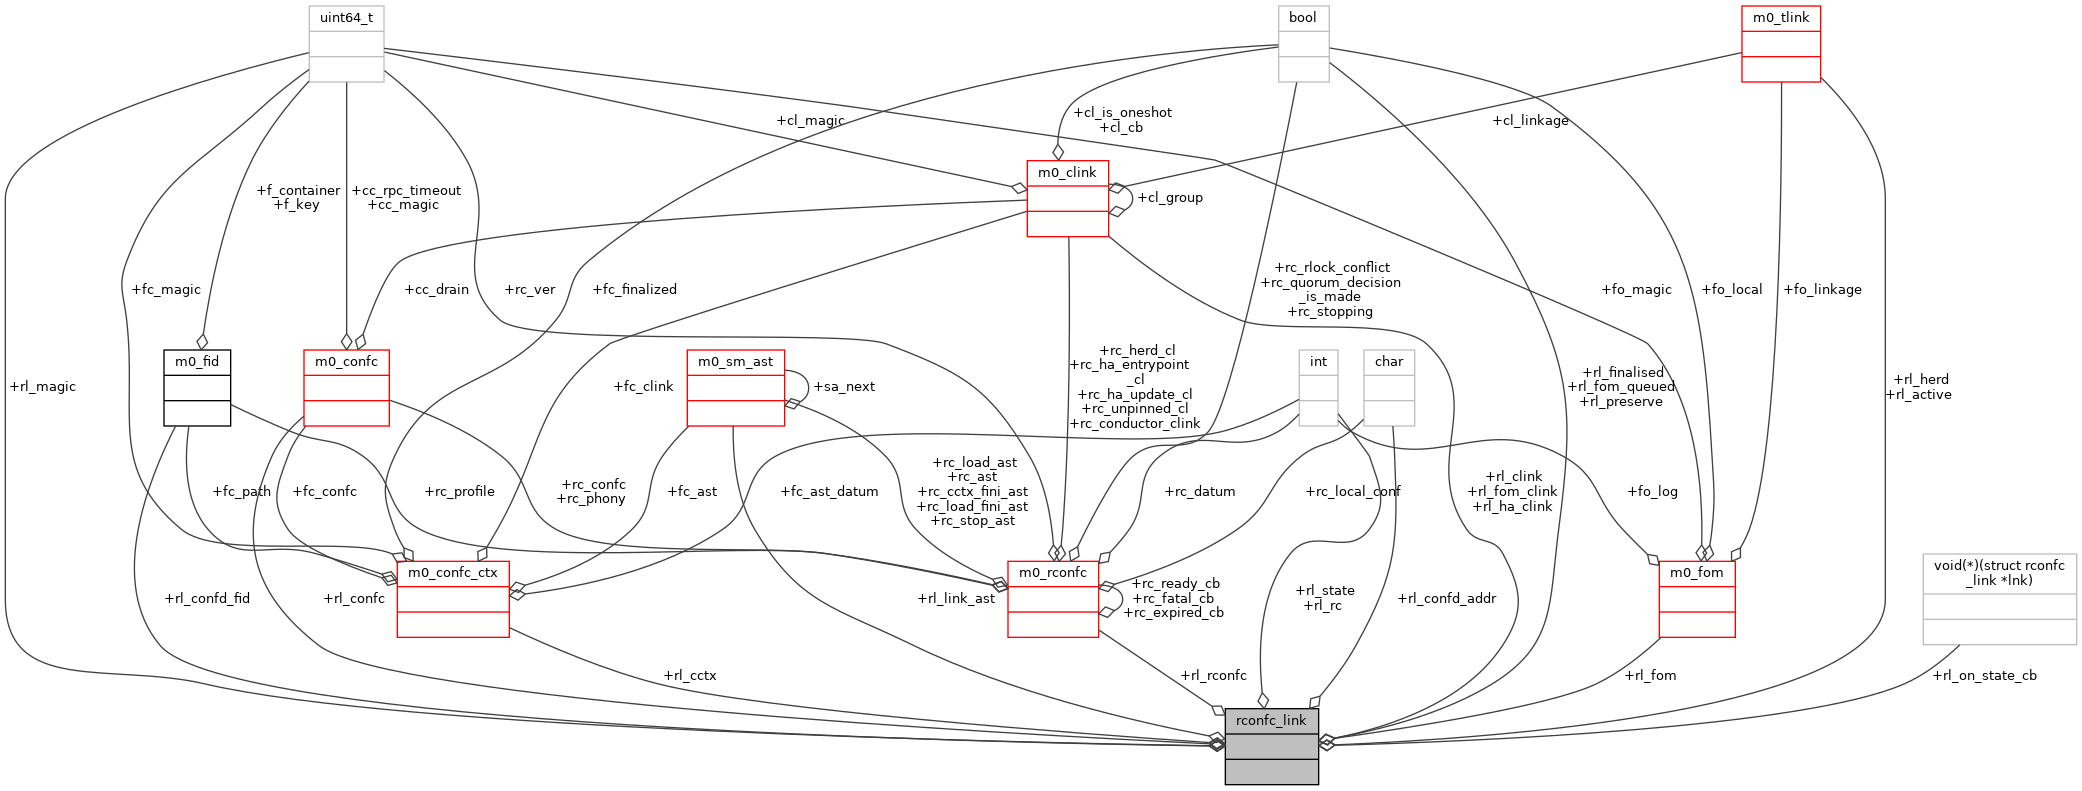 uint64_t
bool
m0_tlink
+cl_magic
+cl_is_oneshot
+cl_cb
+cl_linkage
m0_clink
+f_container
+f_key
+cc_rpc_timeout
+cc_magic
+cl_group
+fc_magic
+cc_drain
+rc_ver
+fc_finalized
+rc_rlock_conflict
+rc_quorum_decision
_is_made
+rc_stopping
+fo_magic
+fo_local
+fo_linkage
m0_fid
m0_confc
m0_sm_ast
int
char
+rl_magic
+fc_clink
+sa_next
+rc_herd_cl
+rc_ha_entrypoint
_cl
+rc_ha_update_cl
+rc_unpinned_cl
+rc_conductor_clink
+rl_finalised
+rl_fom_queued
+rl_preserve
+rl_herd
+rl_active
+fc_path
+fc_confc
+rc_profile
+rc_confc
+rc_phony
+fc_ast
+fc_ast_datum
+rc_load_ast
+rc_ast
+rc_cctx_fini_ast
+rc_load_fini_ast
+rc_stop_ast
+rc_datum
+rc_local_conf
+rl_clink
+rl_fom_clink
+rl_ha_clink
+fo_log
m0_confc_ctx
m0_rconfc
m0_fom
void(*)(struct rconfc
_link *lnk)
+rl_confd_fid
+rl_confc
+rl_link_ast
+rc_ready_cb
+rc_fatal_cb
+rc_expired_cb
+rl_state
+rl_rc
+rl_confd_addr
+rl_cctx
+rl_rconfc
+rl_fom
+rl_on_state_cb
rconfc_link